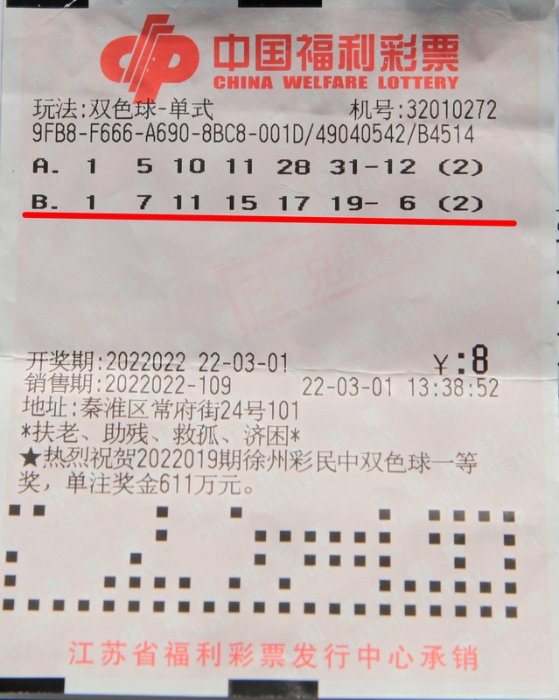 中国福利彩票
CHINA WELFARE LOTTERY
玩法:双色球-单式 机号:32010272
9FB8-F666-A690-8BC8-001D/49040542/B4514
A. 1 5 10 11 28 31-12 (2)
B. 1 7 11 15 17 19- 6 (2)
开奖期:2022022 22-03-01 ¥:8
销售期:2022022-109 22-03-01 13:38:52
地址:秦淮区常府街24号101
*扶老、助残、救孤、济困*
★热烈祝贺2022019期徐州彩民中双色球一等
奖，单注奖金611万元。
江苏省福利彩票发行中心承销